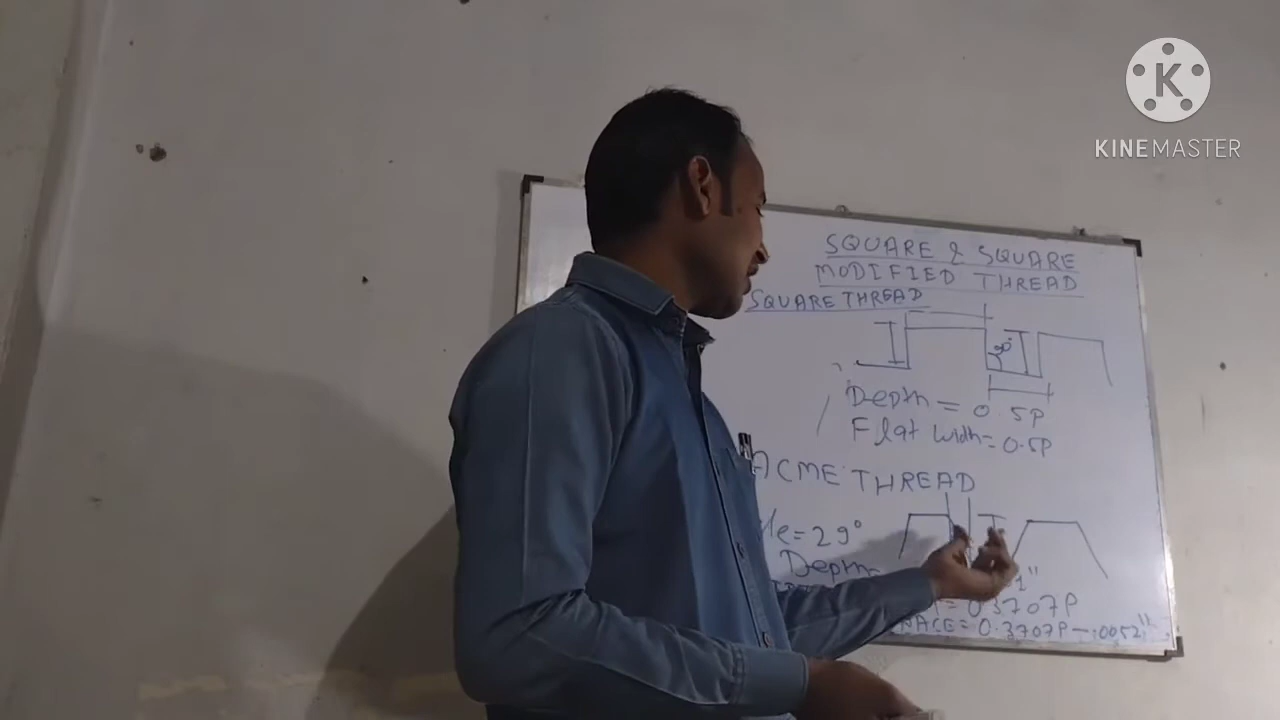 K
KINEMASTER
SQUARE & SQUARE
MODIFIED THREAD
SQUARE THREAD
90°
Depth = 0.5P
Flat width = 0.5P
ACME THREAD
= 29°
Depth
1"
= 0.3707P
= 0.3707P - .0052"